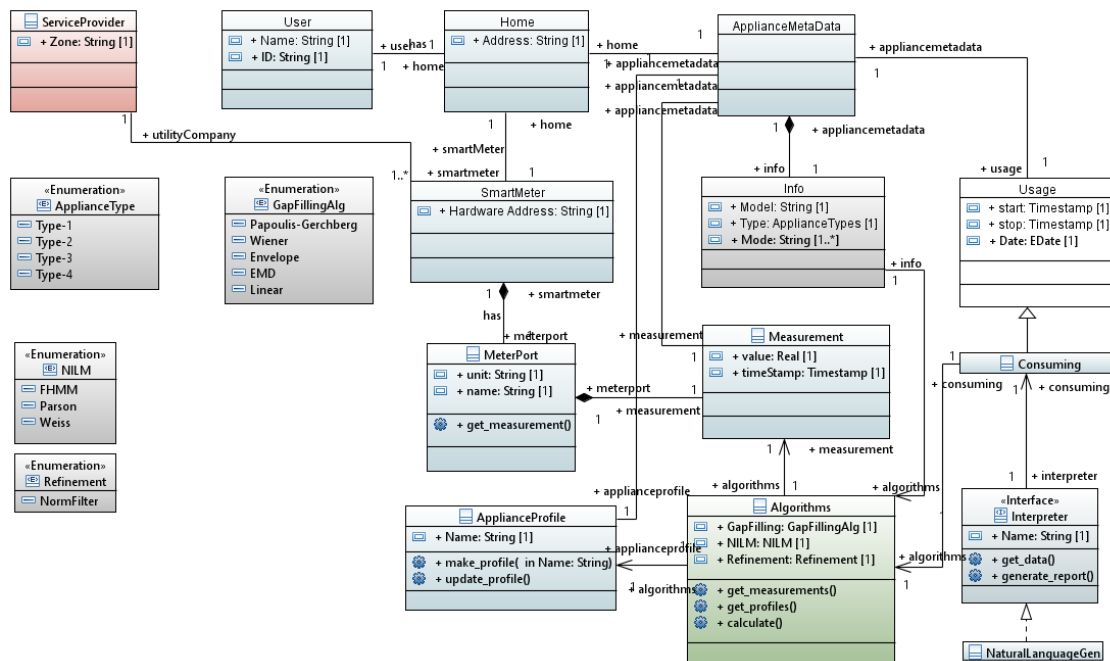 ServiceProvider
+ Zone: String [1]
User
+ Name: String [1]
+ ID: String [1]
+ user
has
1
1
+ home
Home
+ Address: String [1]
+ home
1
1
+ appliancemetadata
1
+ appliancemetadata
ApplianceMetaData
+ appliancemetadata
1
1
+ utilityCompany
1..*
1
+ home
+ smartMeter
+ smartmeter
1
1
+ appliancemetadata
+ info
1
1
+ usage
«Enumeration»
ApplianceType
Type-1
Type-2
Type-3
Type-4
«Enumeration»
GapFillingAlg
Papoulis-Gerchberg
Wiener
Envelope
EMD
Linear
SmartMeter
+ Hardware Address: String [1]
Info
+ Model: String [1]
+ Type: ApplianceTypes [1]
+ Mode: String [1..*]
Usage
+ start: Timestamp [1]
+ stop: Timestamp [1]
+ Date: EDate [1]
1
+ smartmeter
has
+ meterport
+ info
1
«Enumeration»
NILM
FHMM
Parson
Weiss
MeterPort
+ unit: String [1]
+ name: String [1]
+ get_measurement()
+ measurement
1
Measurement
+ value: Real [1]
+ timeStamp: Timestamp [1]
+ meterport
1
1
+ measurement
Consuming
1
+ consuming
1
+ consuming
«Enumeration»
Refinement
NormFilter
1
+ measurement
+ algorithms
1
+ algorithms
1
+ interpreter
+ applianceprofile
1
ApplianceProfile
+ Name: String [1]
+ make_profile( in Name: String)
+ update_profile()
+ applianceprofile
+ algorithms
Algorithms
+ GapFilling: GapFillingAlg [1]
+ NILM: NILM [1]
+ Refinement: Refinement [1]
+ get_measurements()
+ get_profiles()
+ calculate()
+ algorithms
1
«Interface»
Interpreter
+ Name: String [1]
+ get_data()
+ generate_report()
NaturalLanguageGen